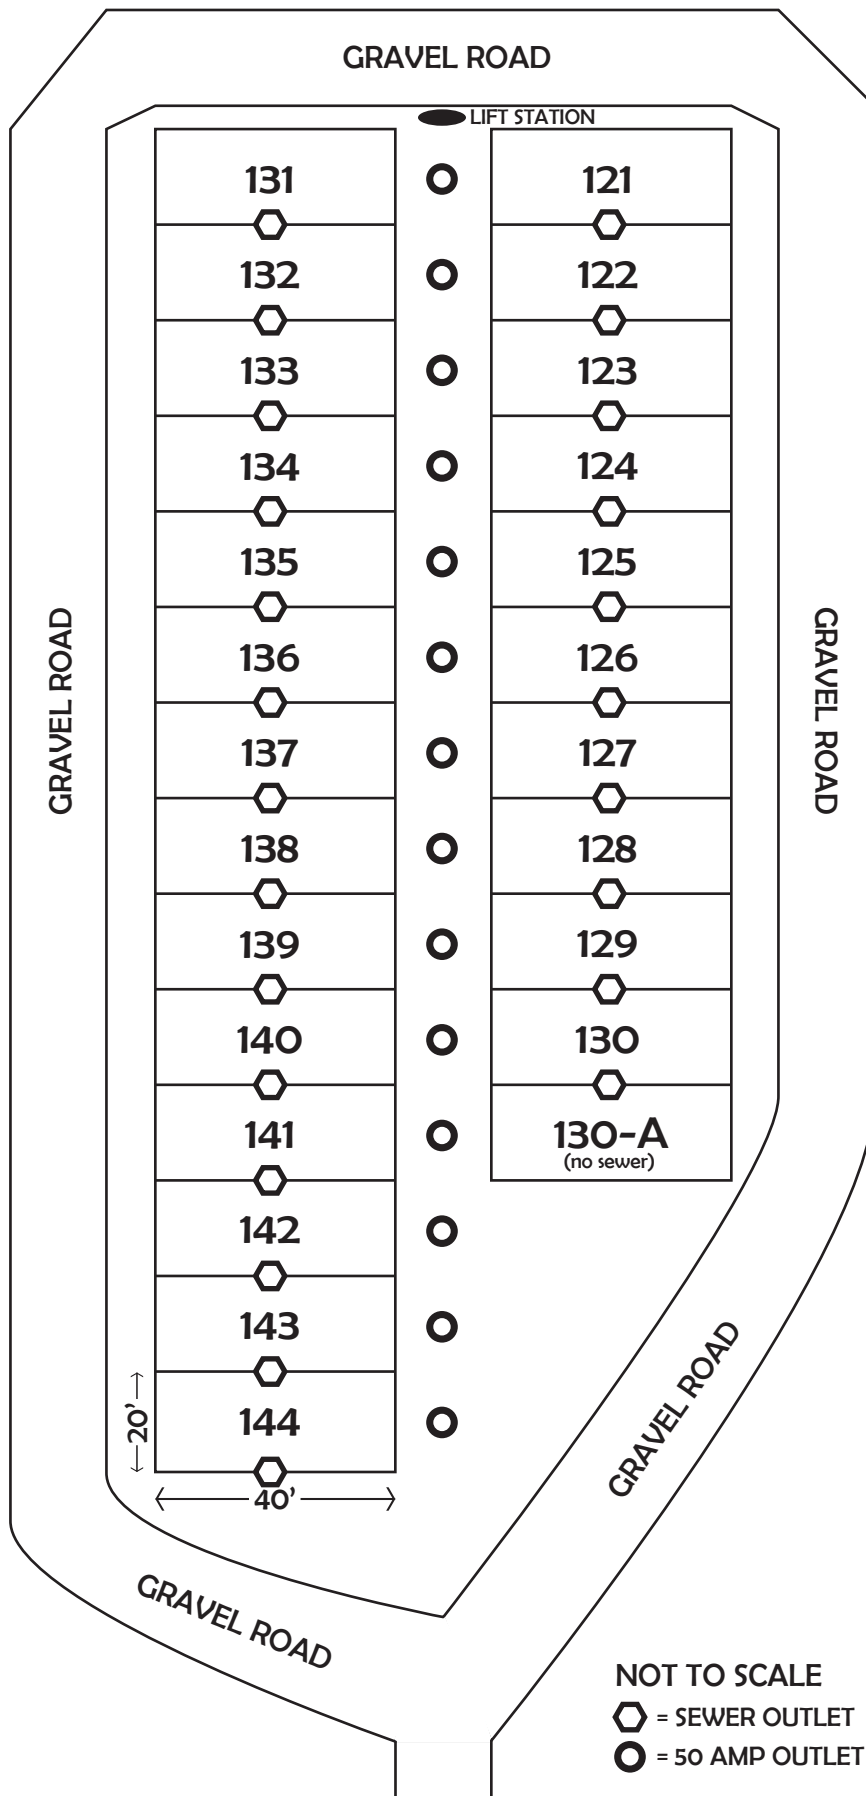 GRAVEL ROAD
LIFT STATION
131
121
132
122
133
123
134
124
135
125
GRAVEL ROAD
136
126
GRAVEL ROAD
137
127
138
128
139
129
140
130
141
130-A
(no sewer)
142
143
144
20'
40'
GRAVEL ROAD
GRAVEL ROAD
NOT TO SCALE
= SEWER OUTLET
= 50 AMP OUTLET